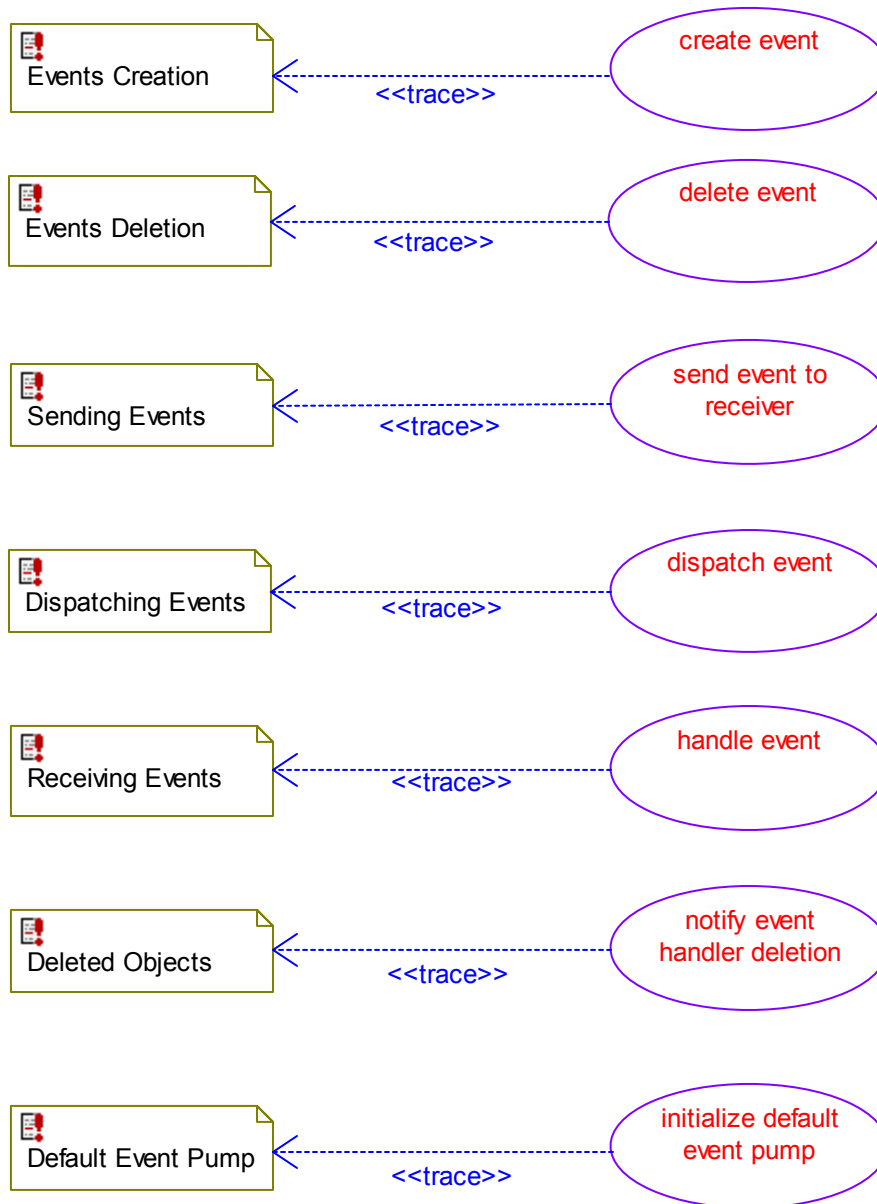 create event
Events Creation
<<trace>>
delete event
Events Deletion
<<trace>>
send event to
receiver
Sending Events
<<trace>>
dispatch event
Dispatching Events
<<trace>>
handle event
Receiving Events
<<trace>>
notify event
handler deletion
Deleted Objects
<<trace>>
initialize default
event pump
Default Event Pump
<<trace>>